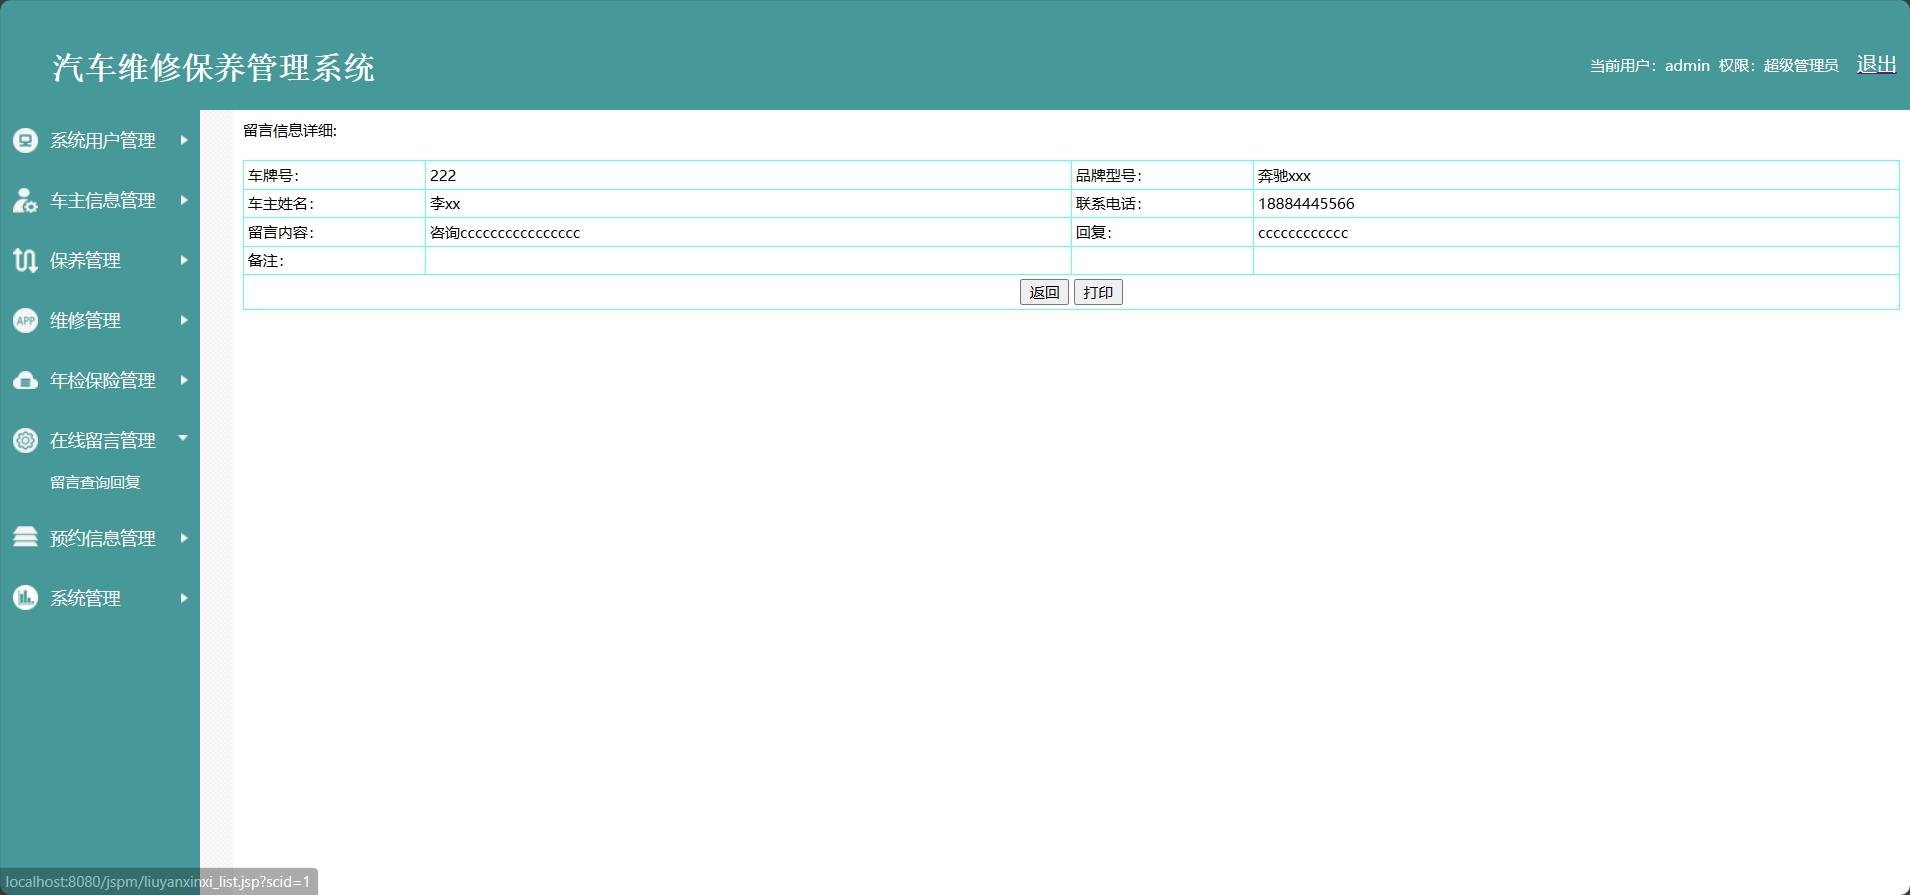 汽车维修保养管理系统
当前用户：admin 权限：超级管理员 退出
系统用户管理
车主信息管理
保养管理
APP 维修管理
年检保险管理
在线留言管理
留言查询回复
预约信息管理
系统管理
留言信息详细:
车牌号： 222 品牌型号： 奔驰xxx
车主姓名： 李xx 联系电话： 18884445566
留言内容： 咨询cccccccccccccccc 回复： cccccccccccc
备注：
返回 打印
localhost:8080/jspm/liuyanxinxi_list.jsp?scid=1